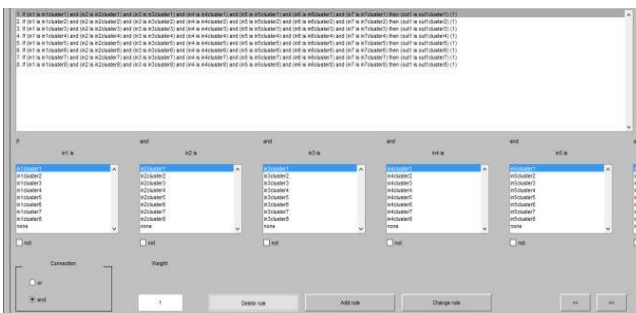 1. If (in1 is in1cluster1) and (in2 is in2cluster1) and (in3 is in3cluster1) and (in4 is in4cluster1) and (in5 is in5cluster1) and (in6 is in6cluster1) and (in7 is in7cluster1) then (out1 is out1cluster1) (1)
2. If (in1 is in1cluster2) and (in2 is in2cluster2) and (in3 is in3cluster2) and (in4 is in4cluster2) and (in5 is in5cluster2) and (in6 is in6cluster2) and (in7 is in7cluster2) then (out1 is out1cluster2) (1)
3. If (in1 is in1cluster3) and (in2 is in2cluster3) and (in3 is in3cluster3) and (in4 is in4cluster3) and (in5 is in5cluster3) and (in6 is in6cluster3) and (in7 is in7cluster3) then (out1 is out1cluster3) (1)
4. If (in1 is in1cluster4) and (in2 is in2cluster4) and (in3 is in3cluster4) and (in4 is in4cluster4) and (in5 is in5cluster4) and (in6 is in6cluster4) and (in7 is in7cluster4) then (out1 is out1cluster4) (1)
5. If (in1 is in1cluster5) and (in2 is in2cluster5) and (in3 is in3cluster5) and (in4 is in4cluster5) and (in5 is in5cluster5) and (in6 is in6cluster5) and (in7 is in7cluster5) then (out1 is out1cluster5) (1)
6. If (in1 is in1cluster6) and (in2 is in2cluster6) and (in3 is in3cluster6) and (in4 is in4cluster6) and (in5 is in5cluster6) and (in6 is in6cluster6) and (in7 is in7cluster6) then (out1 is out1cluster6) (1)
7. If (in1 is in1cluster7) and (in2 is in2cluster7) and (in3 is in3cluster7) and (in4 is in4cluster7) and (in5 is in5cluster7) and (in6 is in6cluster7) and (in7 is in7cluster7) then (out1 is out1cluster7) (1)
8. If (in1 is in1cluster8) and (in2 is in2cluster8) and (in3 is in3cluster8) and (in4 is in4cluster8) and (in5 is in5cluster8) and (in6 is in6cluster8) and (in7 is in7cluster8) then (out1 is out1cluster8) (1)
If and and and and
in1 is in2 is in3 is in4 is in5 is
in1cluster1 in2cluster1 in3cluster1 in4cluster1 in5cluster1
in1cluster2 in2cluster2 in3cluster2 in4cluster2 in5cluster2
in1cluster3 in2cluster3 in3cluster3 in4cluster3 in5cluster3
in1cluster4 in2cluster4 in3cluster4 in4cluster4 in5cluster4
in1cluster5 in2cluster5 in3cluster5 in4cluster5 in5cluster5
in1cluster6 in2cluster6 in3cluster6 in4cluster6 in5cluster6
in1cluster7 in2cluster7 in3cluster7 in4cluster7 in5cluster7
in1cluster8 in2cluster8 in3cluster8 in4cluster8 in5cluster8
none none none none none
not not not not not
Connection Weight:
or
and 1 Delete rule Add rule Change rule << >>